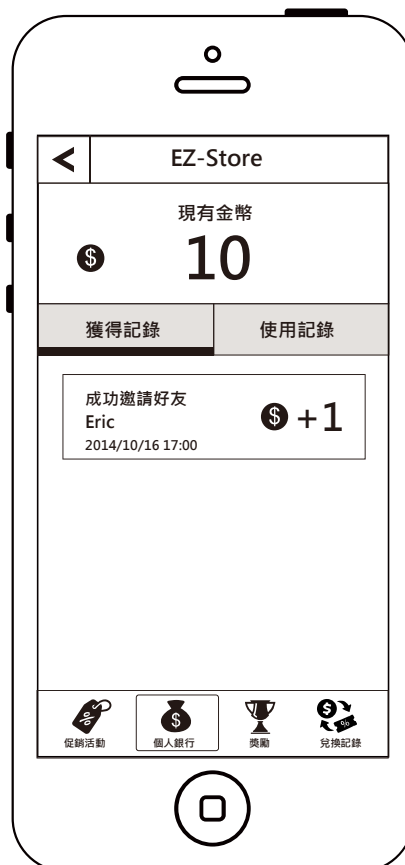 EZ-Store
現有金幣
10
獲得記錄
使用記錄
成功邀請好友
Eric
2014/10/16 17:00
+1
促銷活動
個人銀行
獎勵
兌換記錄